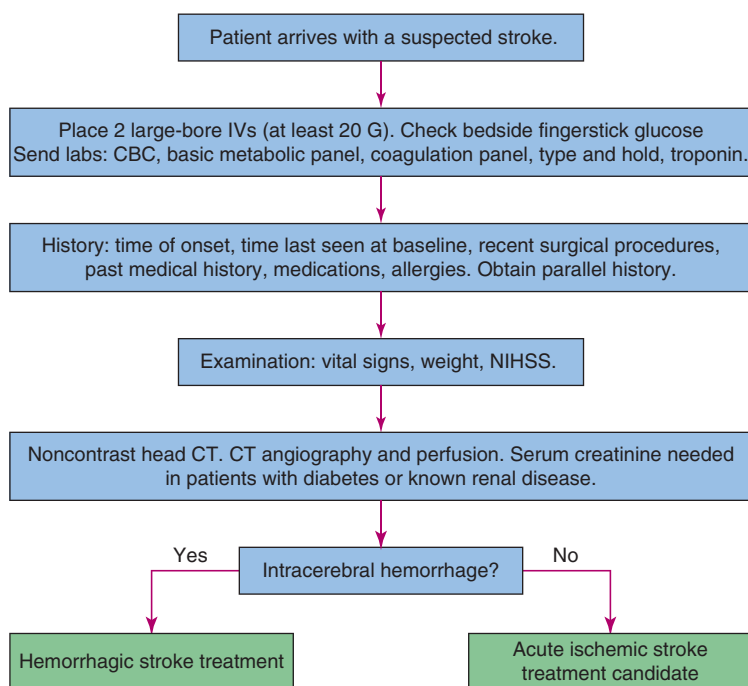 Patient arrives with a suspected stroke.
Place 2 large-bore IVs (at least 20 G). Check bedside fingerstick glucose
Send labs: CBC, basic metabolic panel, coagulation panel, type and hold, troponin.
History: time of onset, time last seen at baseline, recent surgical procedures,
past medical history, medications, allergies. Obtain parallel history.
Examination: vital signs, weight, NIHSS.
Noncontrast head CT. CT angiography and perfusion. Serum creatinine needed
in patients with diabetes or known renal disease.
Yes
Intracerebral hemorrhage?
No
Hemorrhagic stroke treatment
Acute ischemic stroke
treatment candidate